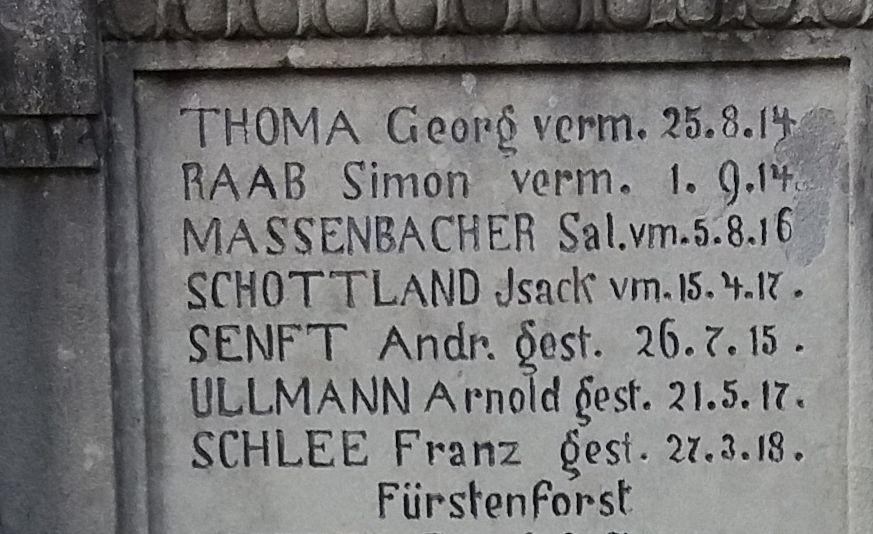 THOMA Georg verm. 25.8.14
RAAB Simon verm. 1. 9.14.
MASSENBACHER Sal.vm.5.8.16
SCHOTTLAND Jsack vm.15.4.17.
SENFT Andr. gest. 26.7.15.
ULLMANN Arnold gest. 21.5.17.
SCHLEE Franz gest. 27.3.18.
Fürstenforst